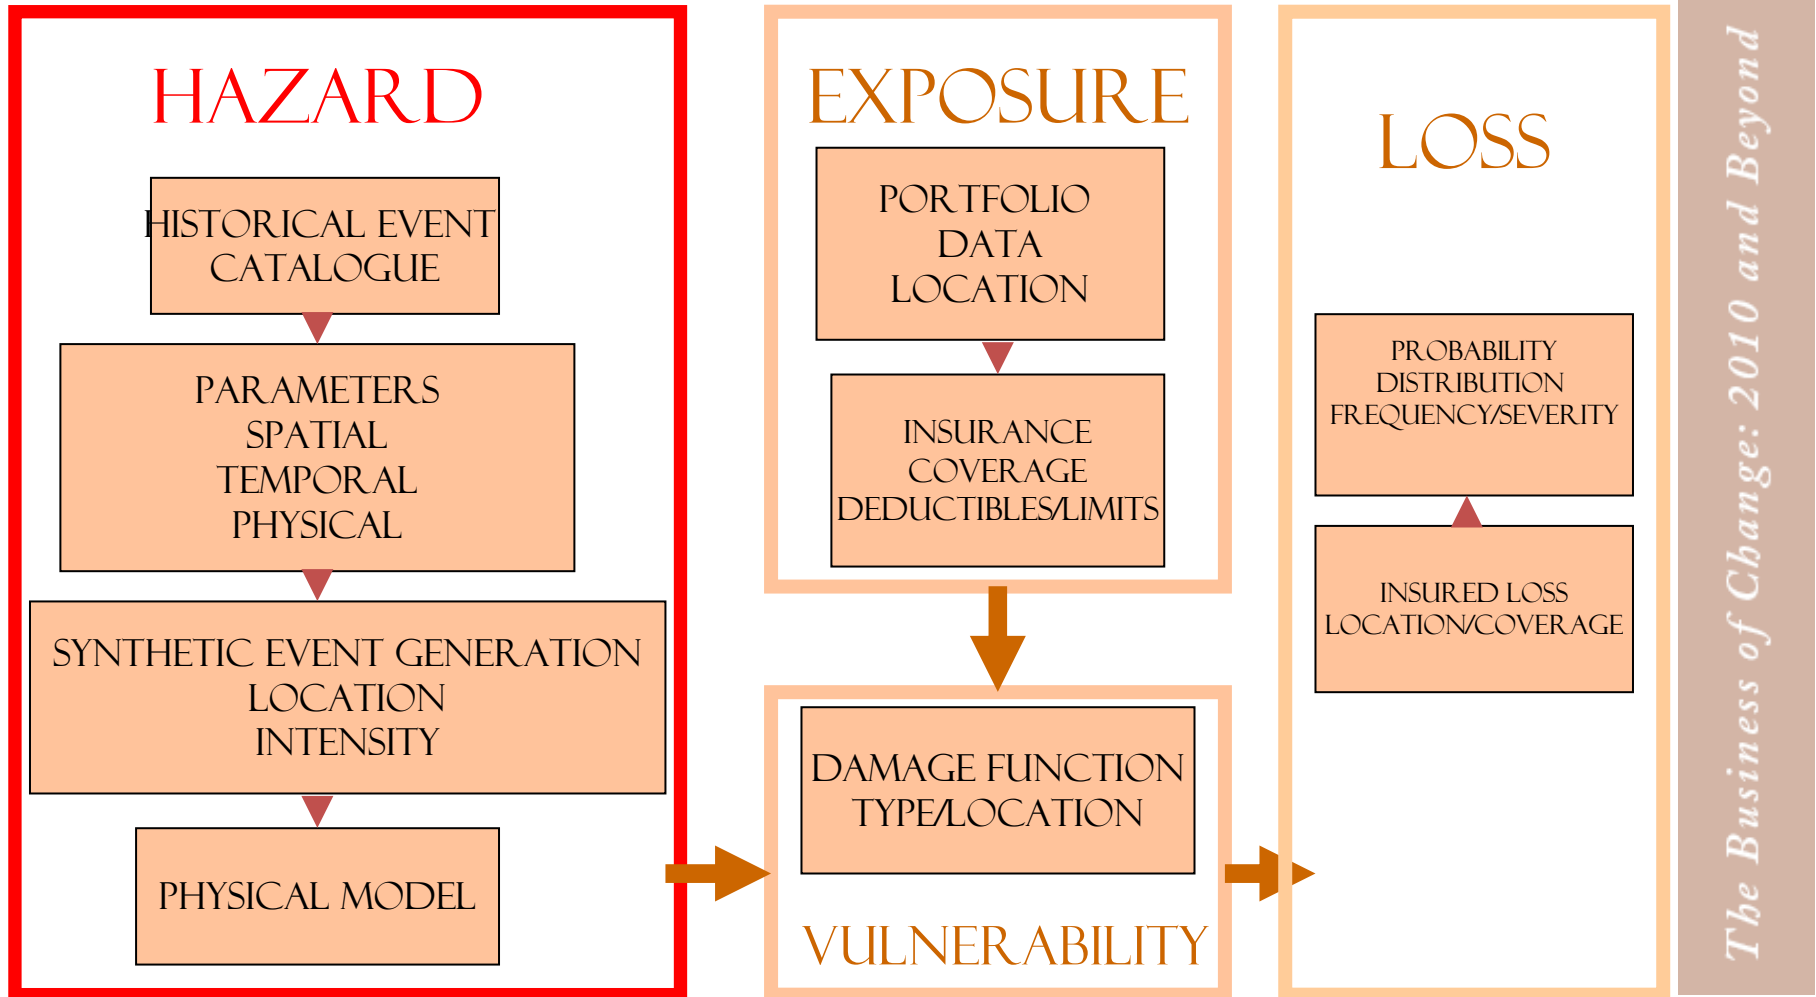 HAZARD
HISTORICAL EVENT
CATALOGUE
PARAMETERS
SPATIAL
TEMPORAL
PHYSICAL
SYNTHETIC EVENT GENERATION
LOCATION
INTENSITY
PHYSICAL MODEL
EXPOSURE
PORTFOLIO
DATA
LOCATION
INSURANCE
COVERAGE
DEDUCTIBLES/LIMITS
DAMAGE FUNCTION
TYPE/LOCATION
VULNERABILITY
LOSS
PROBABILITY
DISTRIBUTION
FREQUENCY/SEVERITY
INSURED LOSS
LOCATION/COVERAGE
The Business of Change: 2010 and Beyond